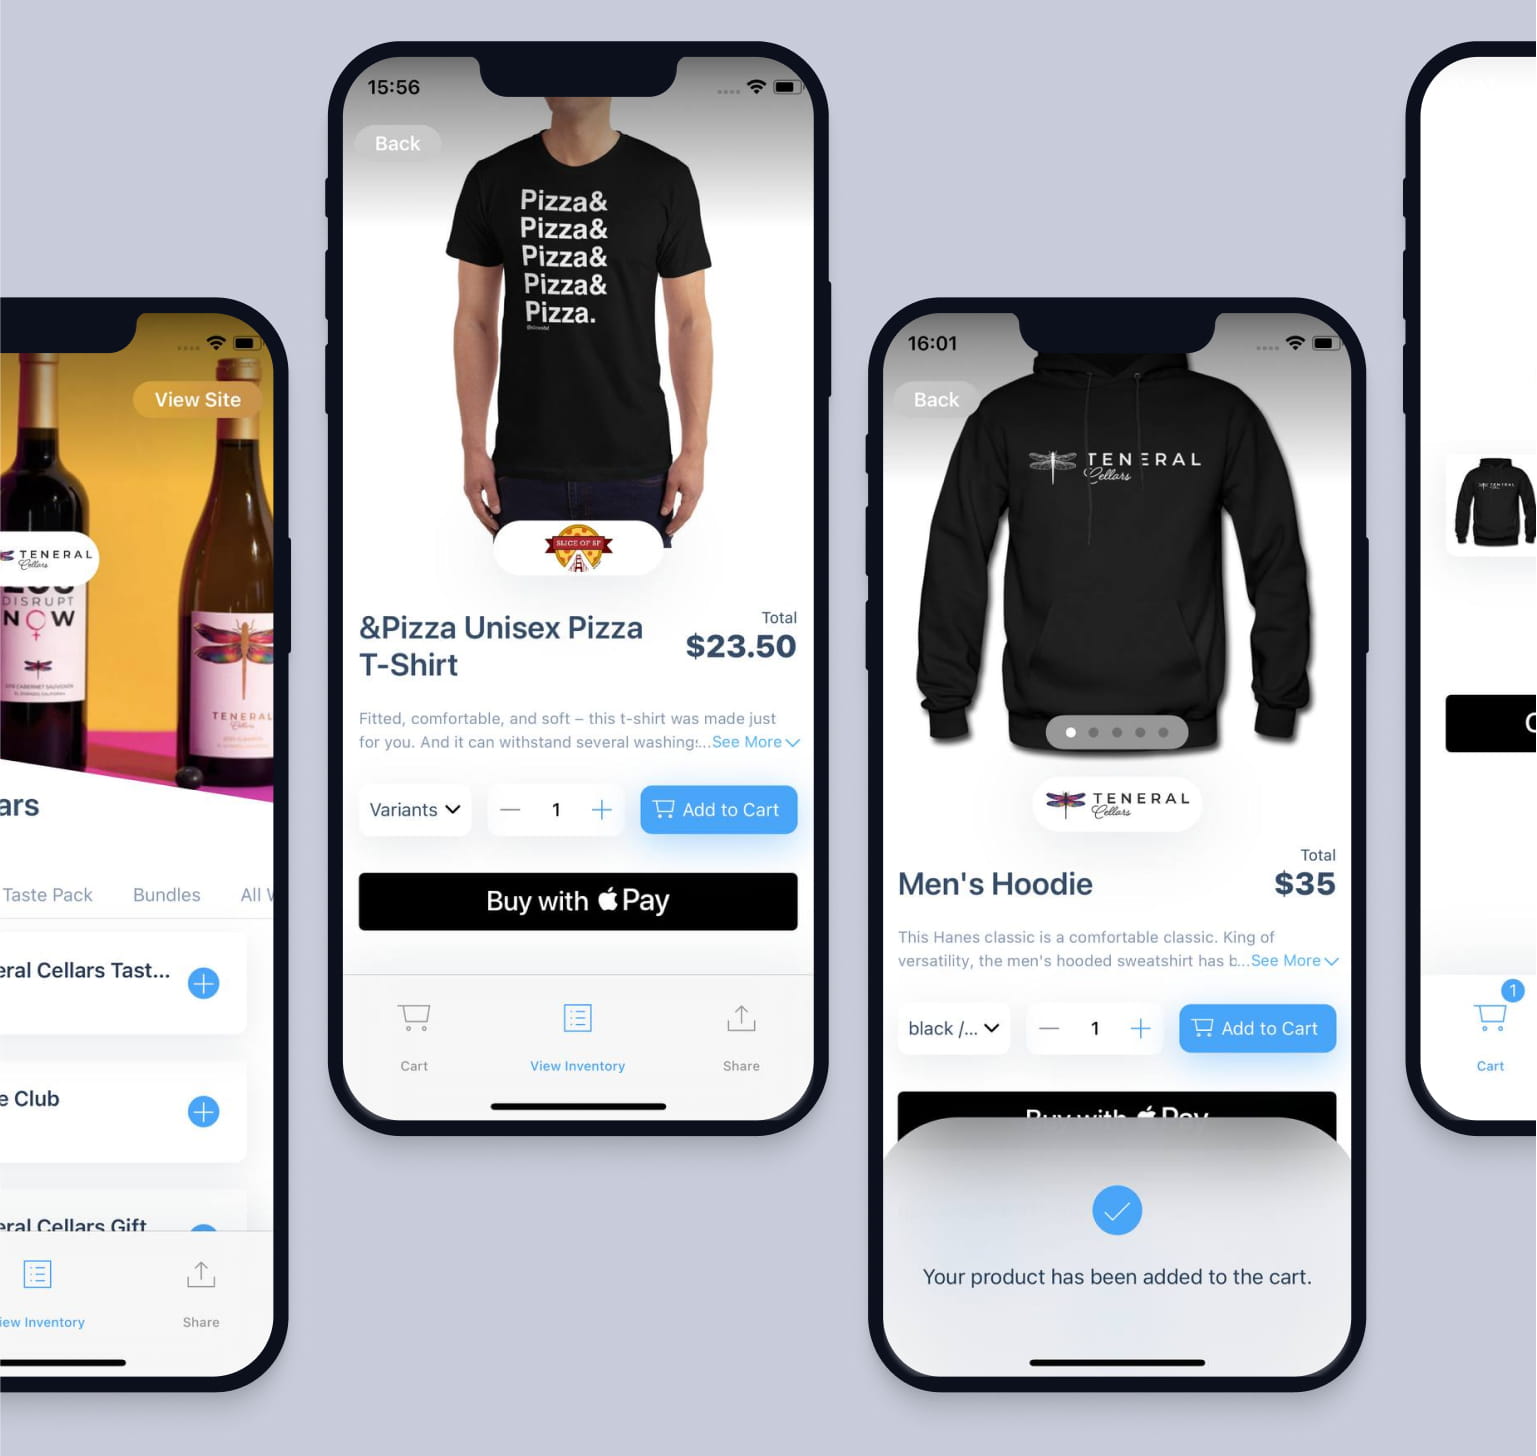 View Site
TENERAL
Cellars
DISRUPT
NOW
TENERAL
Cellars
ars
Taste Pack
Bundles
All
eral Cellars Tast...
e Club
eral Cellars Gift
iew Inventory
Share
15:56
Back
Pizza&
Pizza&
Pizza&
Pizza&
Pizza.
SLICE OF SF
&Pizza Unisex Pizza
T-Shirt
Total
$23.50
Fitted, comfortable, and soft – this t-shirt was made just
for you. And it can withstand several washings...See More
Variants
1
Add to Cart
Buy with Pay
Cart
View Inventory
Share
16:01
Back
TENERAL
Cellars
TENERAL
Cellars
Men's Hoodie
Total
$35
This Hanes classic is a comfortable classic. King of
versatility, the men's hooded sweatshirt has b...See More
black /...
1
Add to Cart
Buy with Pay
Your product has been added to the cart.
1
Cart